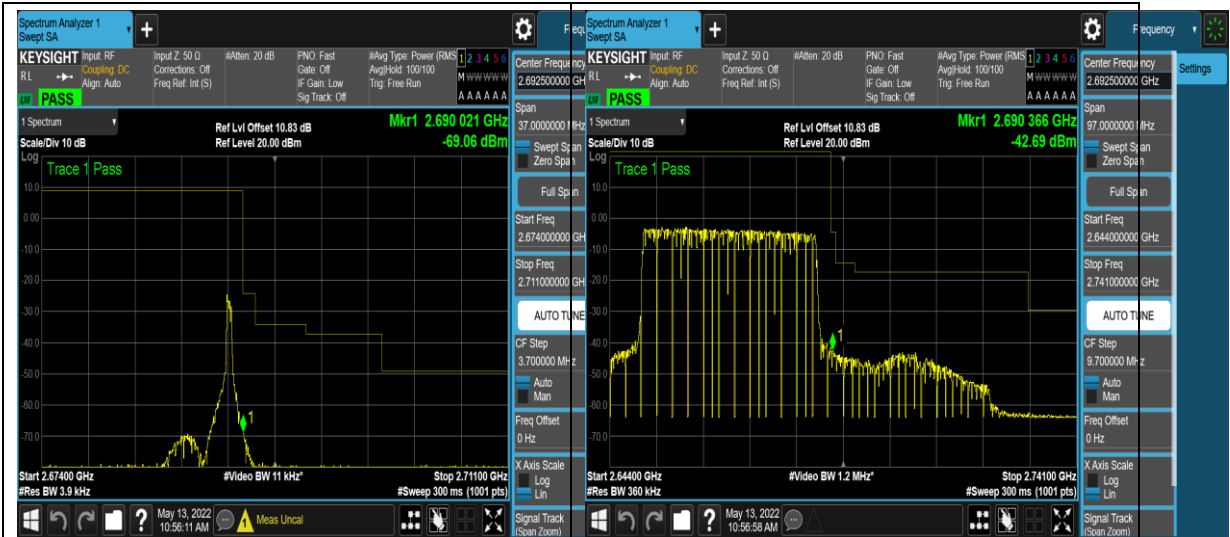 Spectrum Analyzer 1
Swept SA
+
KEYSIGHT
RL
LXI
PASS
Input: RF
Coupling: DC
Align: Auto
Input Z: 50 Ω
Corrections: Off
Freq Ref: Int (S)
#Atten: 20 dB
PNO: Fast
Gate: Off
IF Gain: Low
Sig Track: Off
#Avg Type: Power (RMS
Avg|Hold: 100/100
Trig: Free Run
1 2 3 4 5 6
M W W W W W
A A A A A A
1 Spectrum
Scale/Div 10 dB
Log
Ref Lvl Offset 10.83 dB
Ref Level 20.00 dBm
Mkr1 2.690 021 GHz
-69.06 dBm
Trace 1 Pass
10.0
0.00
-10.0
-20.0
-30.0
-40.0
-50.0
-60.0
-70.0
1
Start 2.67400 GHz
#Res BW 3.9 kHz
#Video BW 11 kHz*
Stop 2.71100 GHz
#Sweep 300 ms (1001 pts)
?
May 13, 2022
10:56:11 AM
Meas Uncal
Frequ
Center Frequency
2.692500000 GH
Span
37.0000000 MHz
Swept Span
Zero Span
Full Span
Start Freq
2.674000000 GH
Stop Freq
2.711000000 GH
AUTO TUNE
CF Step
3.700000 MHz
Auto
Man
Freq Offset
0 Hz
X Axis Scale
Log
Lin
Signal Track
(Span Zoom)
Spectrum Analyzer 1
Swept SA
+
KEYSIGHT
RL
LXI
PASS
Input: RF
Coupling: DC
Align: Auto
Input Z: 50 Ω
Corrections: Off
Freq Ref: Int (S)
#Atten: 20 dB
PNO: Fast
Gate: Off
IF Gain: Low
Sig Track: Off
#Avg Type: Power (RMS
Avg|Hold: 100/100
Trig: Free Run
1 2 3 4 5 6
M W W W W W
A A A A A A
1 Spectrum
Scale/Div 10 dB
Log
Ref Lvl Offset 10.83 dB
Ref Level 20.00 dBm
Mkr1 2.690 366 GHz
-42.69 dBm
Trace 1 Pass
10.0
0.00
-10.0
-20.0
-30.0
-40.0
-50.0
-60.0
-70.0
1
Start 2.64400 GHz
#Res BW 360 kHz
#Video BW 1.2 MHz*
Stop 2.74100 GHz
#Sweep 300 ms (1001 pts)
?
May 13, 2022
10:56:58 AM
Frequency
Center Frequency
2.692500000 GHz
Settings
Span
97.0000000 MHz
Swept Span
Zero Span
Full Span
Start Freq
2.644000000 GHz
Stop Freq
2.741000000 GHz
AUTO TUNE
CF Step
9.700000 MHz
Auto
Man
Freq Offset
0 Hz
X Axis Scale
Log
Lin
Signal Track
(Span Zoom)